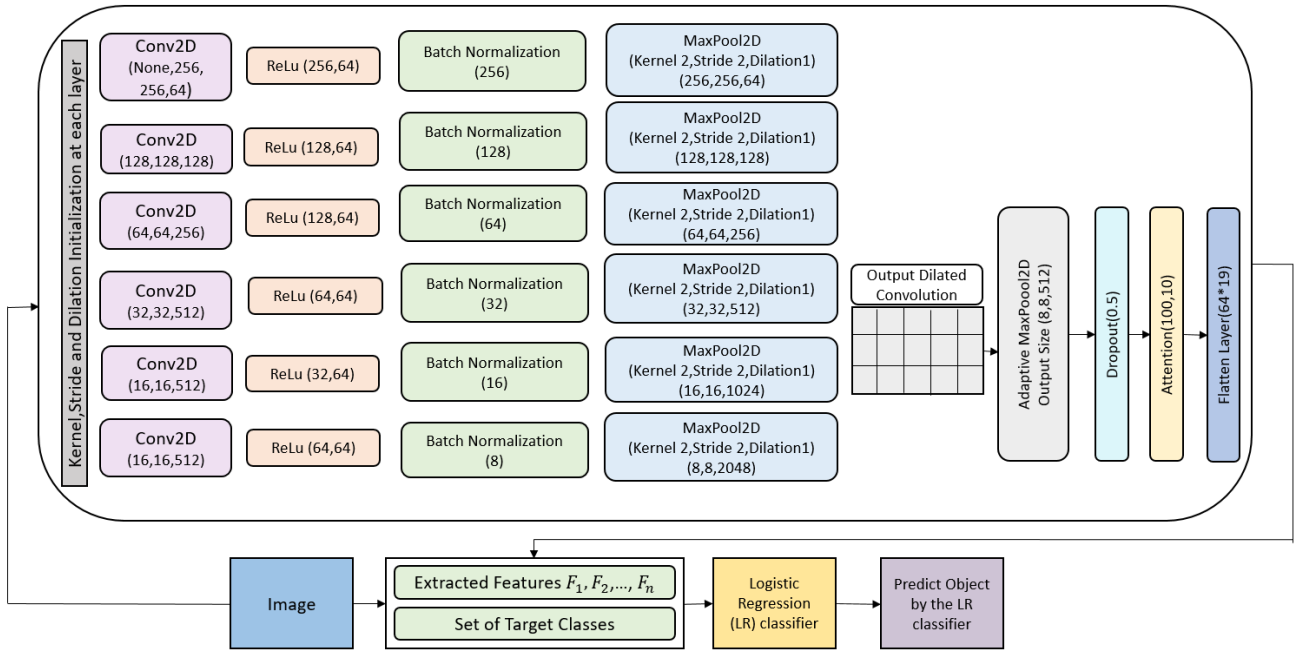 Kernel,Stride and Dilation Initialization at each layer
Conv2D
(None,256,
256,64)
ReLu (256,64)
Batch Normalization
(256)
MaxPool2D
(Kernel 2,Stride 2,Dilation1)
(256,256,64)
Conv2D
(128,128,128)
ReLu (128,64)
Batch Normalization
(128)
MaxPool2D
(Kernel 2,Stride 2,Dilation1)
(128,128,128)
Conv2D
(64,64,256)
ReLu (128,64)
Batch Normalization
(64)
MaxPool2D
(Kernel 2,Stride 2,Dilation1)
(64,64,256)
Conv2D
(32,32,512)
ReLu (64,64)
Batch Normalization
(32)
MaxPool2D
(Kernel 2,Stride 2,Dilation1)
(32,32,512)
Conv2D
(16,16,512)
ReLu (32,64)
Batch Normalization
(16)
MaxPool2D
(Kernel 2,Stride 2,Dilation1)
(16,16,1024)
Conv2D
(16,16,512)
ReLu (64,64)
Batch Normalization
(8)
MaxPool2D
(Kernel 2,Stride 2,Dilation1)
(8,8,2048)
Output Dilated
Convolution
Adaptive MaxPoool2D
Output Size (8,8,512)
Dropout(0.5)
Attention(100,10)
Flatten Layer(64*19)
Image
Extracted Features F₁, F₂,…, Fₙ
Set of Target Classes
Logistic
Regression
(LR) classifier
Predict Object
by the LR
classifier